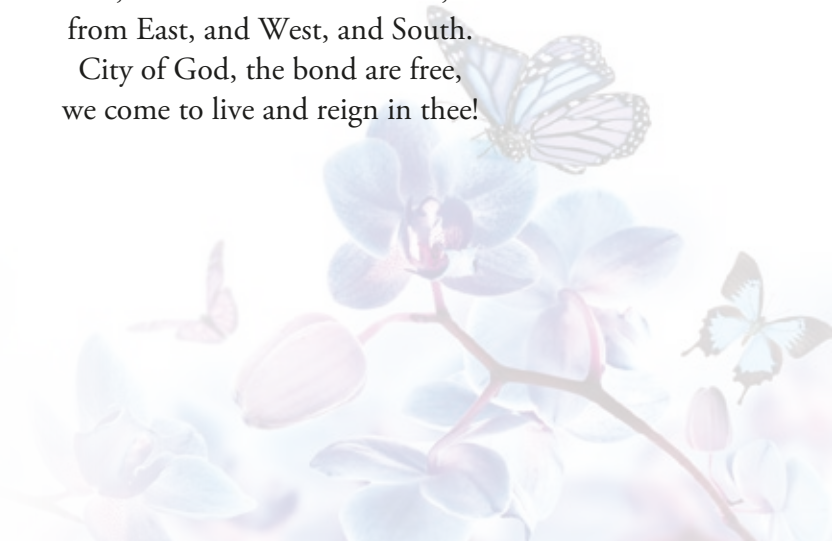 from East, and West, and South.
City of God, the bond are free,
we come to live and reign in thee!